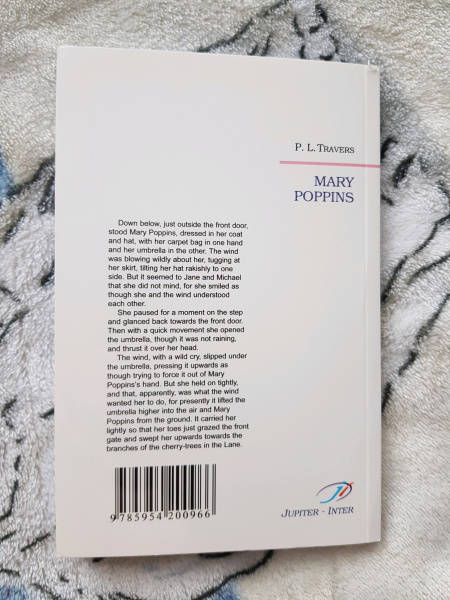 P. L. TRAVERS
MARY
POPPINS
Down below, just outside the front door,
stood Mary Poppins, dressed in her coat
and hat, with her carpet bag in one hand
and her umbrella in the other. The wind
was blowing wildly about her, tugging at
her skirt, tilting her hat rakishly to one
side. But it seemed to Jane and Michael
that she did not mind, for she smiled as
though she and the wind understood
each other.
She paused for a moment on the step
and glanced back towards the front door.
Then with a quick movement she opened
the umbrella, though it was not raining,
and thrust it over her head.
The wind, with a wild cry, slipped under
the umbrella, pressing it upwards as
though trying to force it out of Mary
Poppins's hand. But she held on tightly,
and that, apparently, was what the wind
wanted her to do, for presently it lifted the
umbrella higher into the air and Mary
Poppins from the ground. It carried her
lightly so that her toes just grazed the front
gate and swept her upwards towards the
branches of the cherry-trees in the Lane.
9 785954 200966
JUPITER - INTER